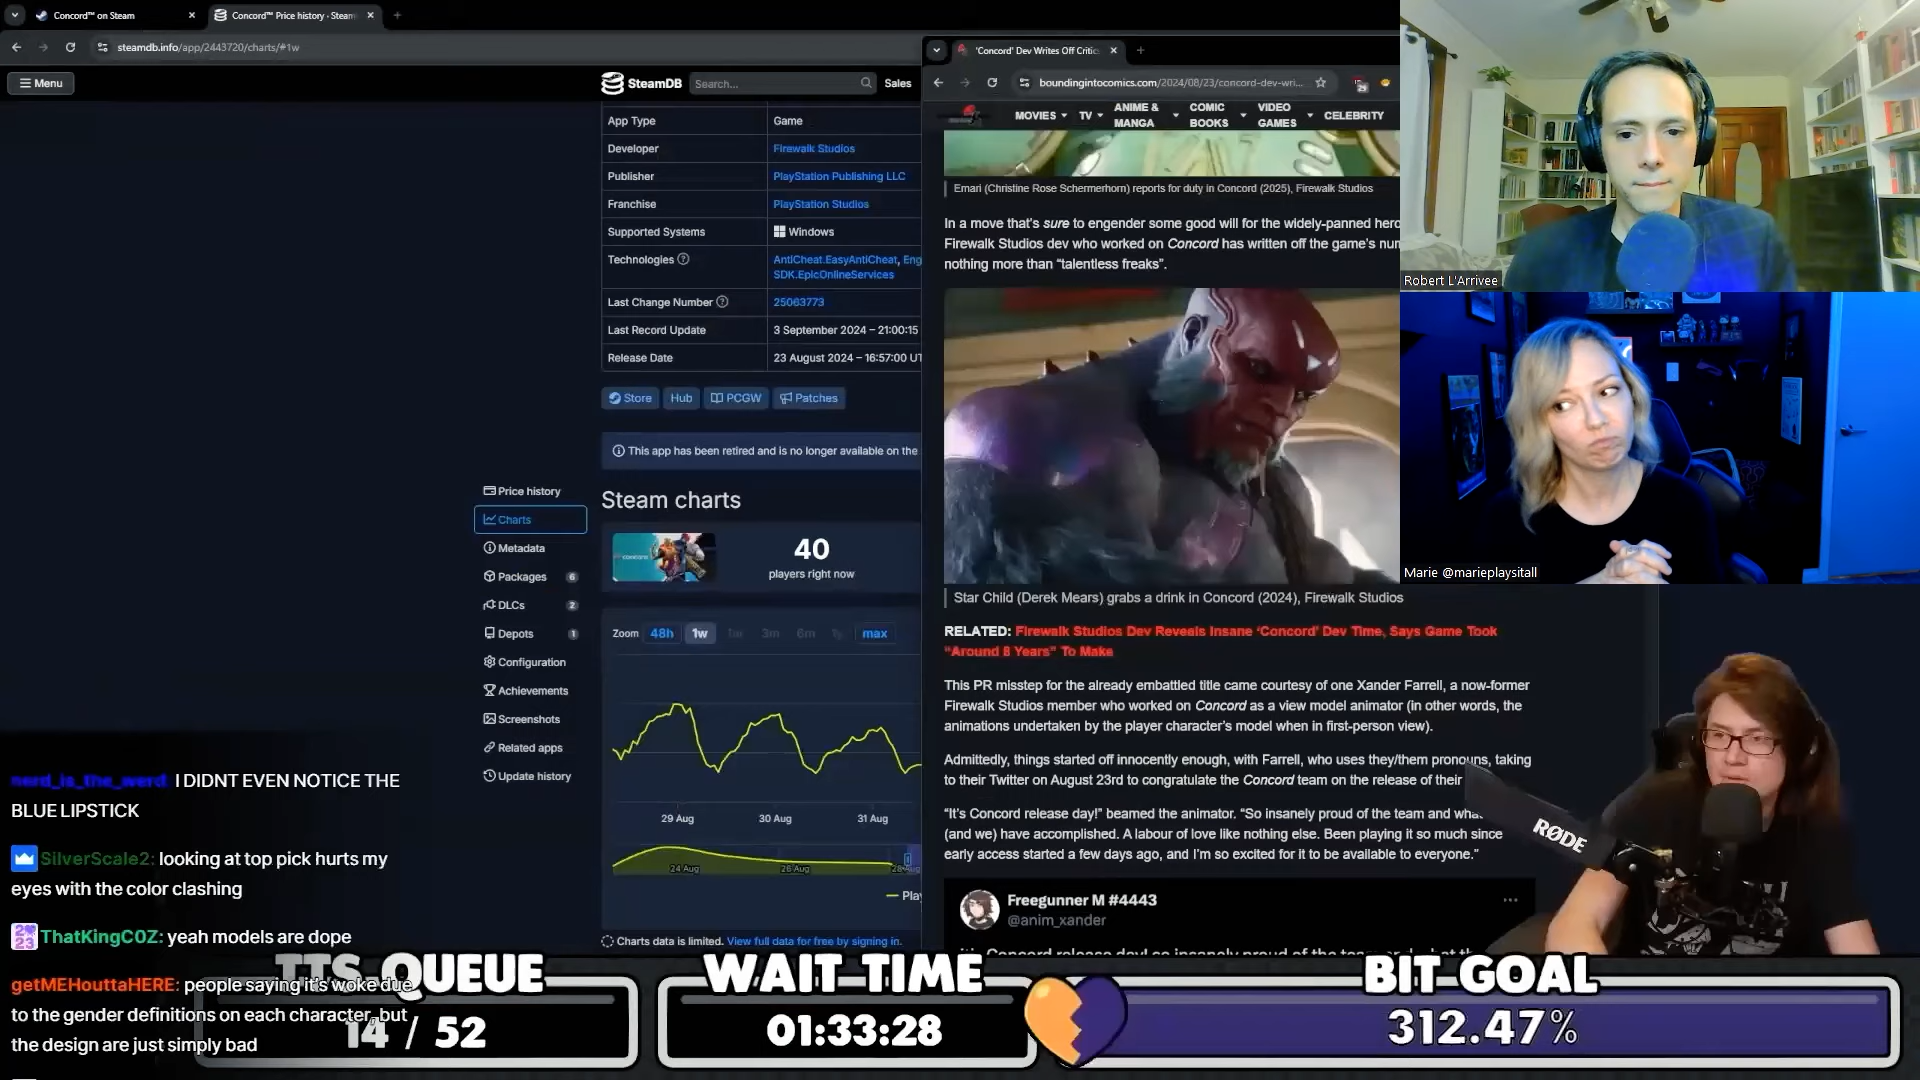 Concord™ on Steam
Concord™ Price history · Steam
steamdb.info/app/2443720/charts/#1w
Menu
SteamDB
Search...
Sales
App Type
Game
Developer
Firewalk Studios
Publisher
PlayStation Publishing LLC
Franchise
PlayStation Studios
Supported Systems
Windows
Technologies
AntiCheat.EasyAntiCheat, Eng
SDK.EpicOnlineServices
Last Change Number
25063773
Last Record Update
3 September 2024 – 21:00:15
Release Date
23 August 2024 – 16:57:00 UT
Store
Hub
PCGW
Patches
This app has been retired and is no longer available on the
Price history
Charts
Metadata
Packages 6
DLCs 2
Depots 1
Configuration
Achievements
Screenshots
Related apps
Update history
Steam charts
40
players right now
Zoom 48h 1w 1m 3m 6m 1y max
29 Aug 30 Aug 31 Aug
24 Aug 26 Aug 28 Aug
Play
Charts data is limited. View full data for free by signing in.
'Concord' Dev Writes Off Critic
boundingintocomics.com/2024/08/23/concord-dev-wri...
MOVIES
TV
ANIME &
MANGA
COMIC
BOOKS
VIDEO
GAMES
CELEBRITY
Emari (Christine Rose Schermerhorn) reports for duty in Concord (2025), Firewalk Studios
In a move that's sure to engender some good will for the widely-panned hero
Firewalk Studios dev who worked on Concord has written off the game's num
nothing more than “talentless freaks”.
Star Child (Derek Mears) grabs a drink in Concord (2024), Firewalk Studios
RELATED: Firewalk Studios Dev Reveals Insane ‘Concord’ Dev Time, Says Game Took
“Around 8 Years” To Make
This PR misstep for the already embattled title came courtesy of one Xander Farrell, a now-former
Firewalk Studios member who worked on Concord as a view model animator (in other words, the
animations undertaken by the player character's model when in first-person view).
Admittedly, things started off innocently enough, with Farrell, who uses they/them pronouns, taking
to their Twitter on August 23rd to congratulate the Concord team on the release of their
“It's Concord release day!” beamed the animator. “So insanely proud of the team and what
(and we) have accomplished. A labour of love like nothing else. Been playing it so much since
early access started a few days ago, and I'm so excited for it to be available to everyone.”
Freegunner M #4443
@anim_xander
Robert L'Arrivee
Marie @marieplaysitall
RØDE
nerd_is_the_werd I DIDNT EVEN NOTICE THE
BLUE LIPSTICK
SilverScale2: looking at top pick hurts my
eyes with the color clashing
ThatKingC0Z: yeah models are dope
getMEHouttaHERE: people saying it's woke due
to the gender definitions on each character, but
the design are just simply bad
TTS QUEUE
14 / 52
WAIT TIME
01:33:28
BIT GOAL
312.47%